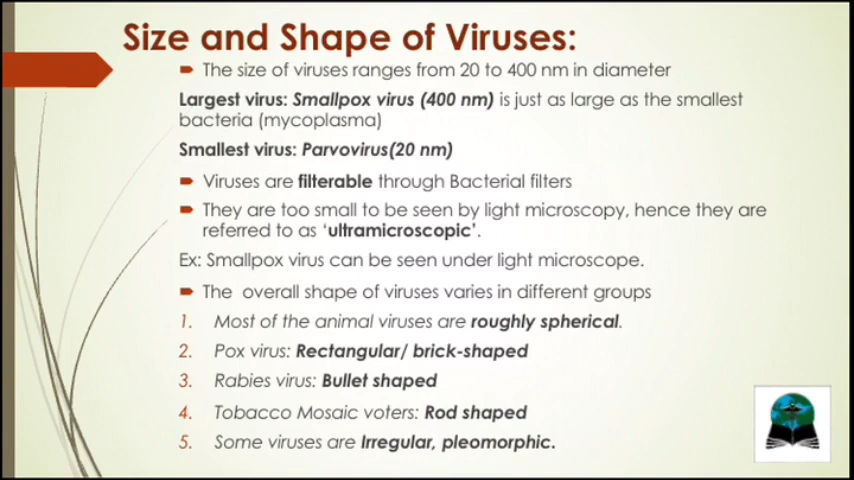 Size and Shape of Viruses:
The size of viruses ranges from 20 to 400 nm in diameter
Largest virus: Smallpox virus (400 nm) is just as large as the smallest
bacteria (mycoplasma)
Smallest virus: Parvovirus(20 nm)
Viruses are filterable through Bacterial filters
They are too small to be seen by light microscopy, hence they are
referred to as ‘ultramicroscopic’.
Ex: Smallpox virus can be seen under light microscope.
The overall shape of viruses varies in different groups
1. Most of the animal viruses are roughly spherical.
2. Pox virus: Rectangular/ brick-shaped
3. Rabies virus: Bullet shaped
4. Tobacco Mosaic voters: Rod shaped
5. Some viruses are Irregular, pleomorphic.